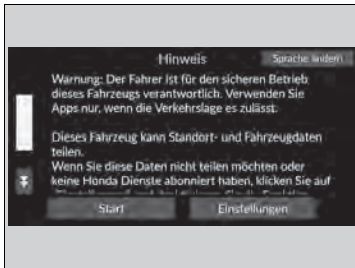 Hinweis
Sprache ändern
Warnung: Der Fahrer ist für den sicheren Betrieb
dieses Fahrzeugs verantwortlich. Verwenden Sie
Apps nur, wenn die Verkehrslage es zulässt.
Dieses Fahrzeug kann Standort- und Fahrzeugdaten
teilen.
Wenn Sie diese Daten nicht teilen möchten oder
keine Honda Dienste abonniert haben, klicken Sie auf
Start
Einstellungen